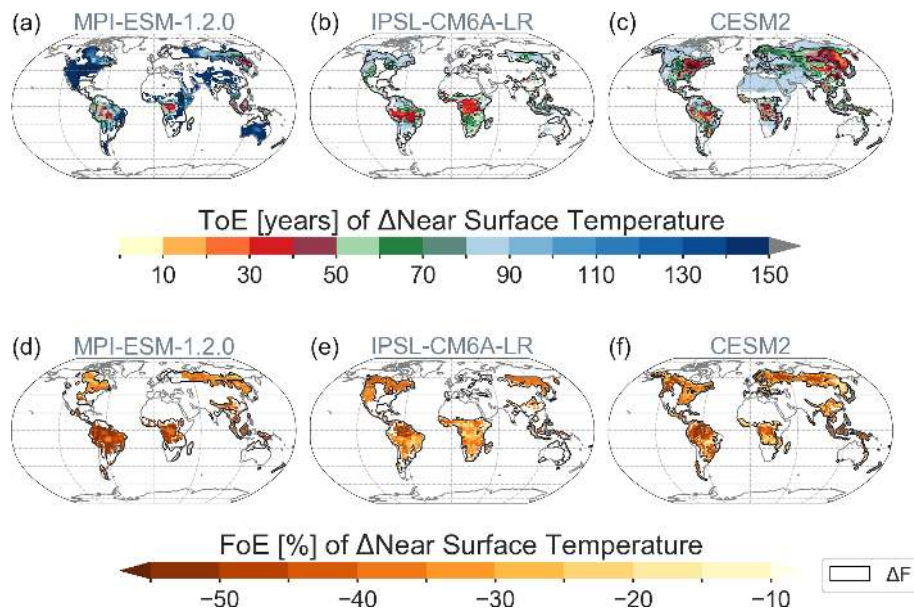 (a) MPI-ESM-1.2.0 (b) IPSL-CM6A-LR (c) CESM2
ToE [years] of ΔNear Surface Temperature
10 30 50 70 90 110 130 150
(d) MPI-ESM-1.2.0 (e) IPSL-CM6A-LR (f) CESM2
FoE [%] of ΔNear Surface Temperature
ΔF
−50 −40 −30 −20 −10